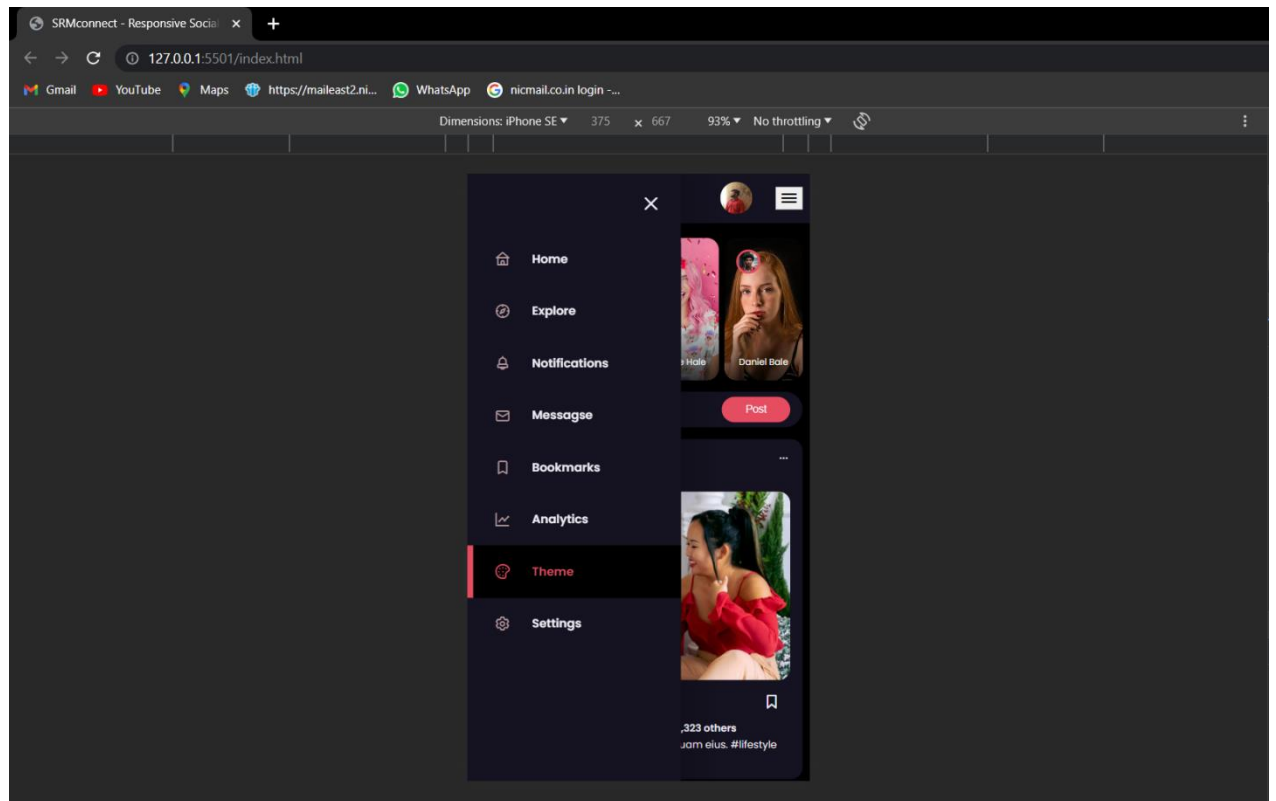 SRMconnect - Responsive Social
127.0.0.1:5501/index.html
Gmail YouTube Maps https://maileast2.ni... WhatsApp nicmail.co.in login -...
Dimensions: iPhone SE 375 x 667 93% No throttling
Home
Explore
Notifications
Messagse
Bookmarks
Analytics
Theme
Settings
Hale Daniel Bale
Post
,323 others
uam eius. #lifestyle